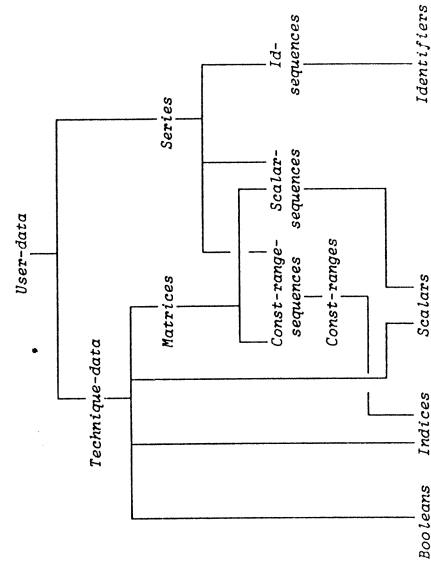 User-data
Technique-data
Series
Matrices
Const-range-
sequences
Scalar-
sequences
Id-
sequences
Const-ranges
Booleans
Indices
Scalars
Identifiers